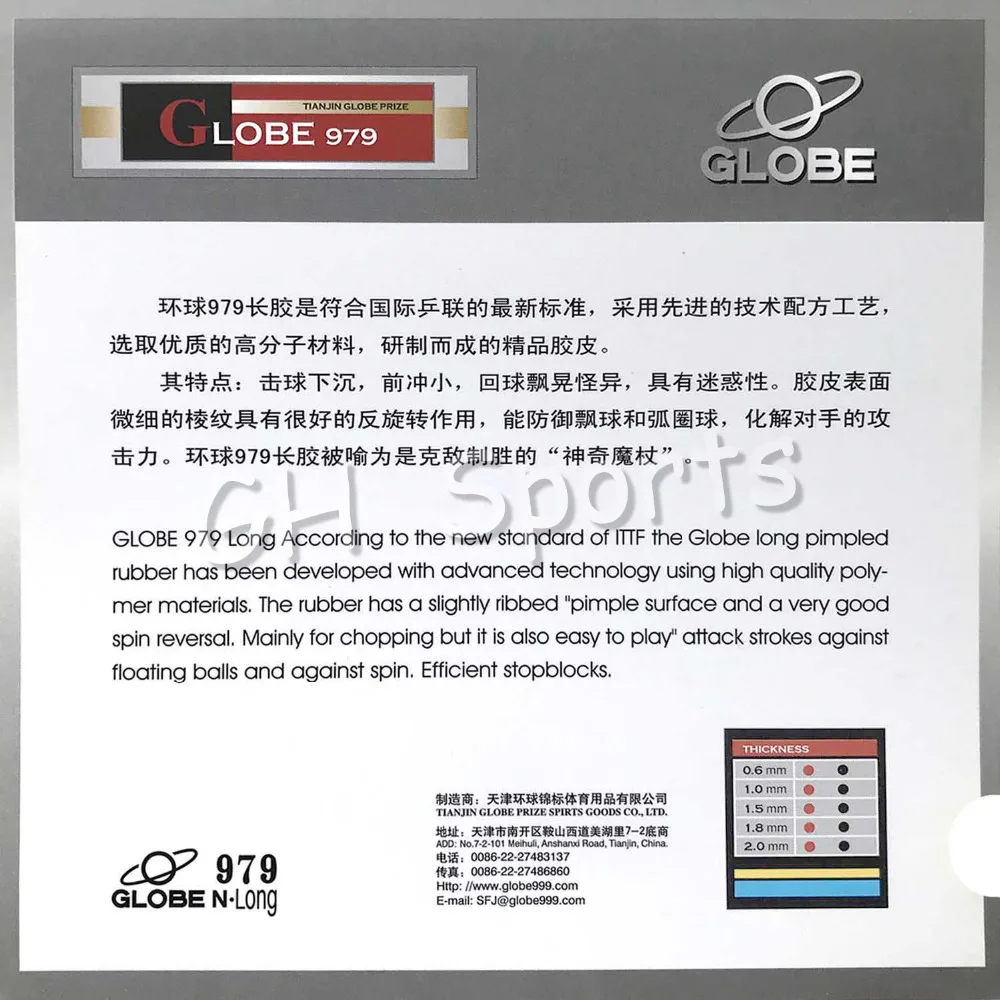 TIANJIN GLOBE PRIZE
GLOBE 979
GLOBE
环球979长胶是符合国际乒联的最新标准，采用先进的技术配方工艺，
选取优质的高分子材料，研制而成的精品胶皮。
其特点：击球下沉，前冲小，回球飘晃怪异，具有迷惑性。胶皮表面
微细的棱纹具有很好的反旋转作用，能防御飘球和弧圈球，化解对手的攻
击力。环球979长胶被喻为是克敌制胜的“神奇魔杖”。
GH Sports
GLOBE 979 Long According to the new standard of ITTF the Globe long pimpled
rubber has been developed with advanced technology using high quality poly-
mer materials. The rubber has a slightly ribbed "pimple surface and a very good
spin reversal. Mainly for chopping but it is also easy to play" attack strokes against
floating balls and against spin. Efficient stopblocks.
THICKNESS
0.6 mm
1.0 mm
1.5 mm
1.8 mm
2.0 mm
制造商：天津环球锦标体育用品有限公司
TIANJIN GLOBE PRIZE SPIRTS GOODS CO., LTD.
地址：天津市南开区鞍山西道美湖里7-2底商
ADD: No.7-2-101 Meihuli, Anshanxi Road, Tianjin, China.
电话：0086-22-27483137
传真：0086-22-27486860
Http: //www.globe999.com
E-mail: SFJ@globe999.com
979
GLOBE N·Long